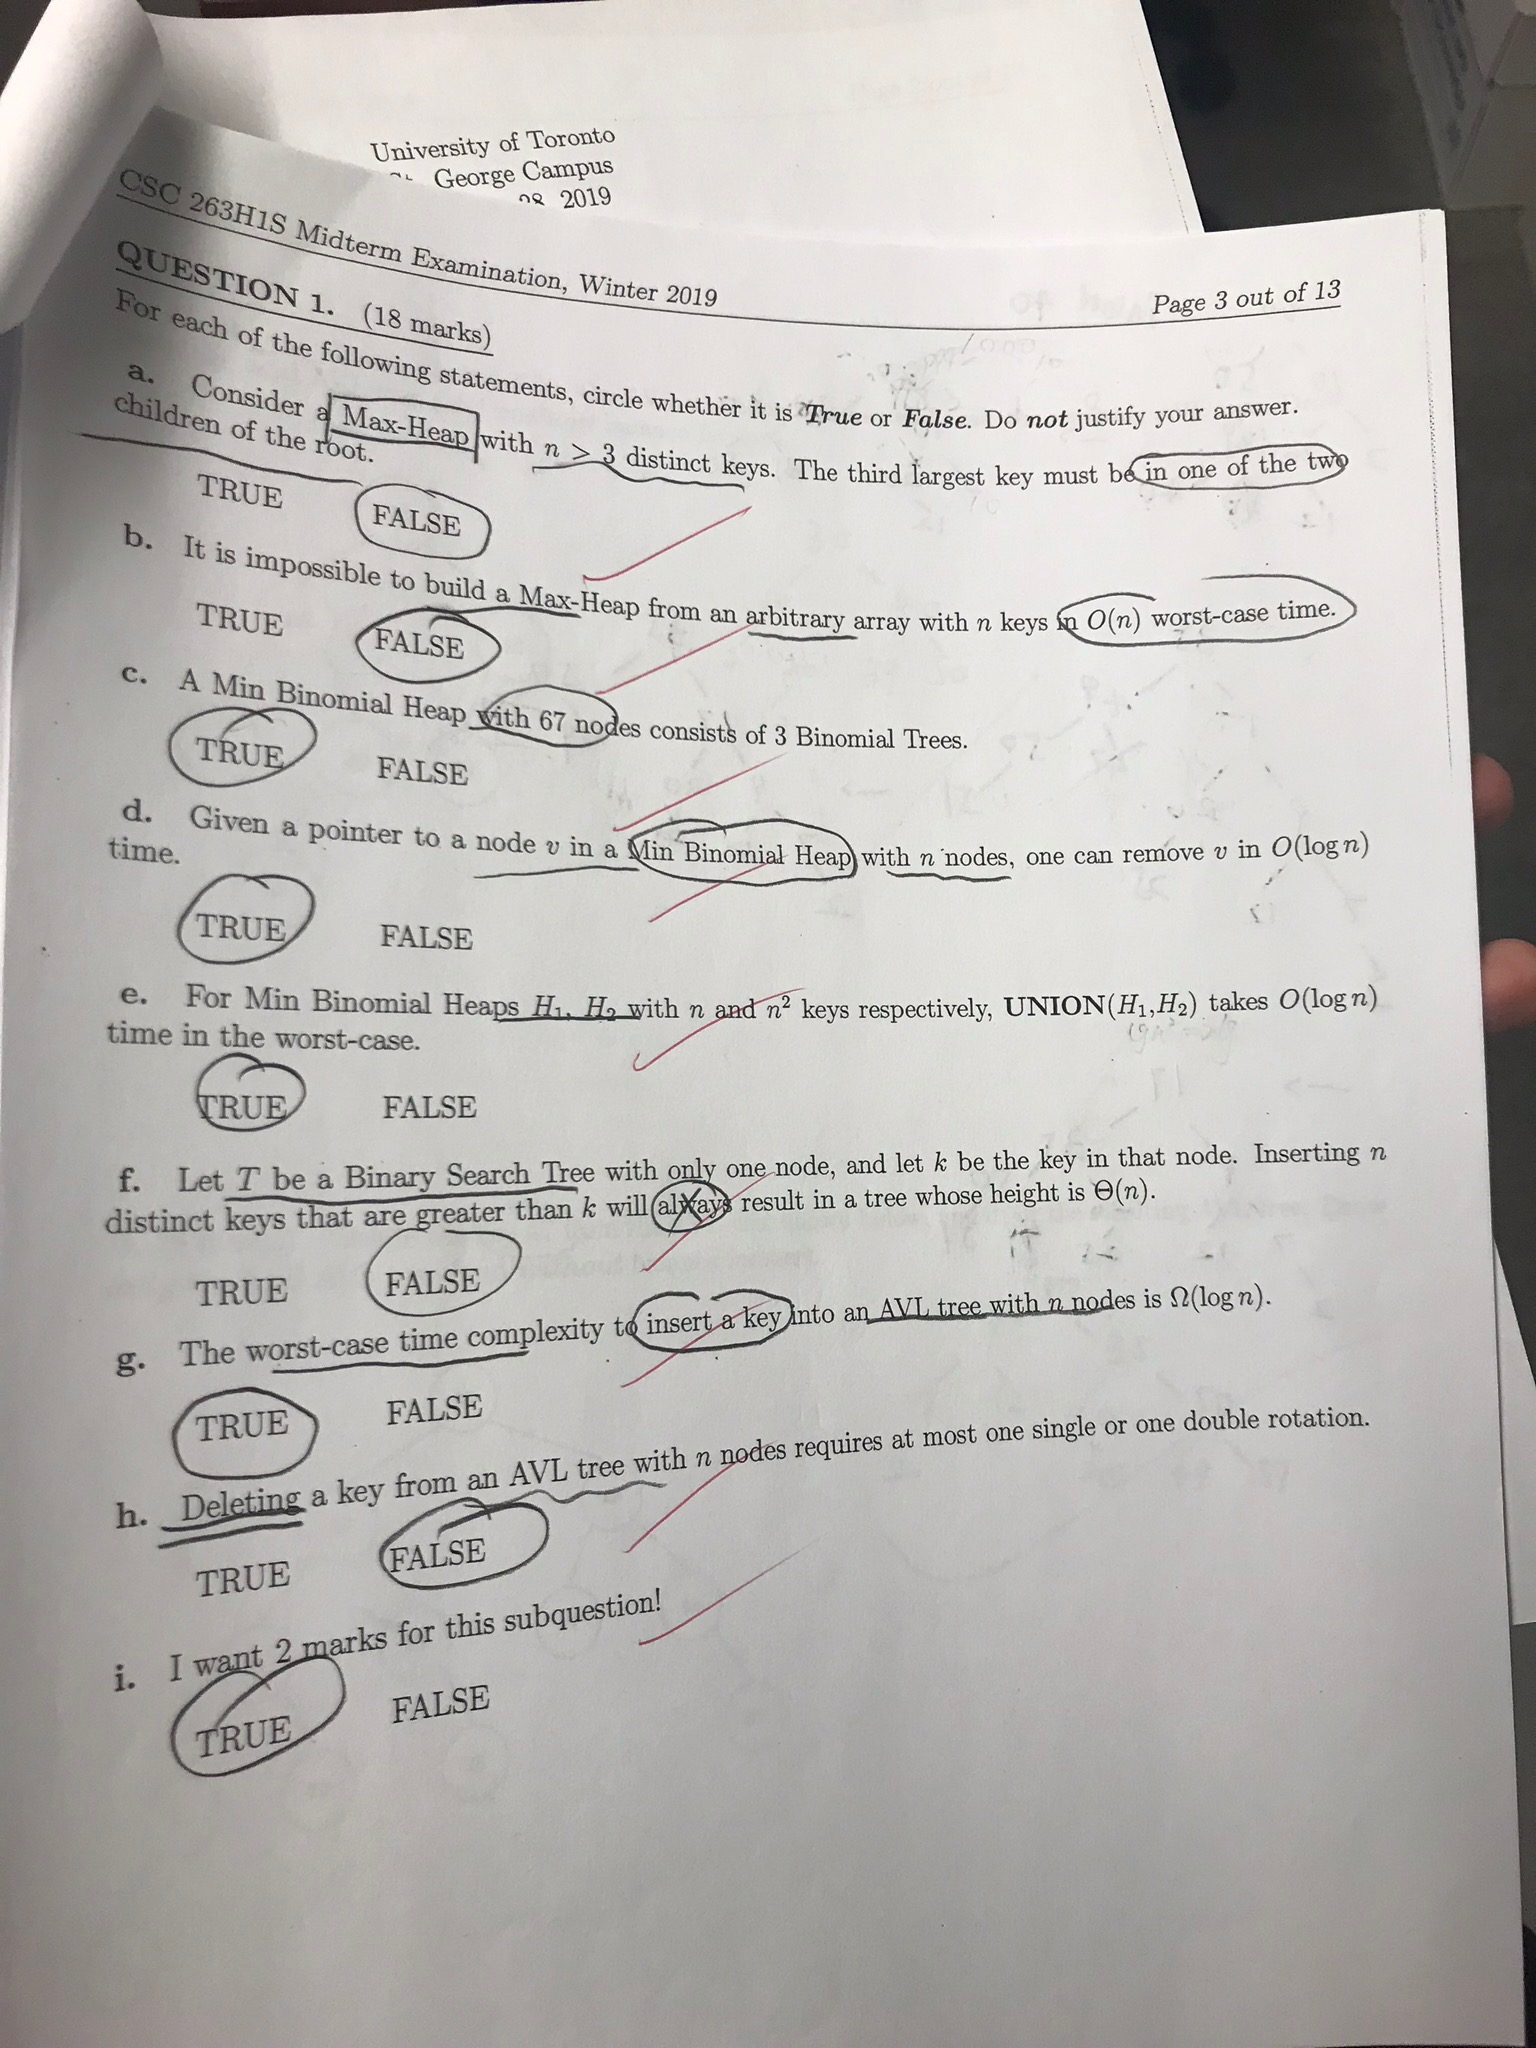 University of Toronto
George Campus
2019
CSC 263H1S Midterm Examination, Winter 2019
Page 3 out of 13
QUESTION 1. (18 marks)
For each of the following statements, circle whether it is True or False. Do not justify your answer.
a. Consider a Max-Heap with n > 3 distinct keys. The third largest key must be in one of the two
children of the root.
TRUE FALSE
b. It is impossible to build a Max-Heap from an arbitrary array with n keys in O(n) worst-case time.
TRUE FALSE
c. A Min Binomial Heap with 67 nodes consists of 3 Binomial Trees.
TRUE FALSE
d. Given a pointer to a node v in a Min Binomial Heap with n nodes, one can remove v in O(log n)
time.
TRUE FALSE
e. For Min Binomial Heaps H₁, H₂ with n and n² keys respectively, UNION(H₁,H₂) takes O(log n)
time in the worst-case.
TRUE FALSE
f. Let T be a Binary Search Tree with only one node, and let k be the key in that node. Inserting n
distinct keys that are greater than k will always result in a tree whose height is Θ(n).
TRUE FALSE
g. The worst-case time complexity to insert a key into an AVL tree with n nodes is Ω(log n).
TRUE FALSE
h. Deleting a key from an AVL tree with n nodes requires at most one single or one double rotation.
TRUE FALSE
i. I want 2 marks for this subquestion!
TRUE FALSE